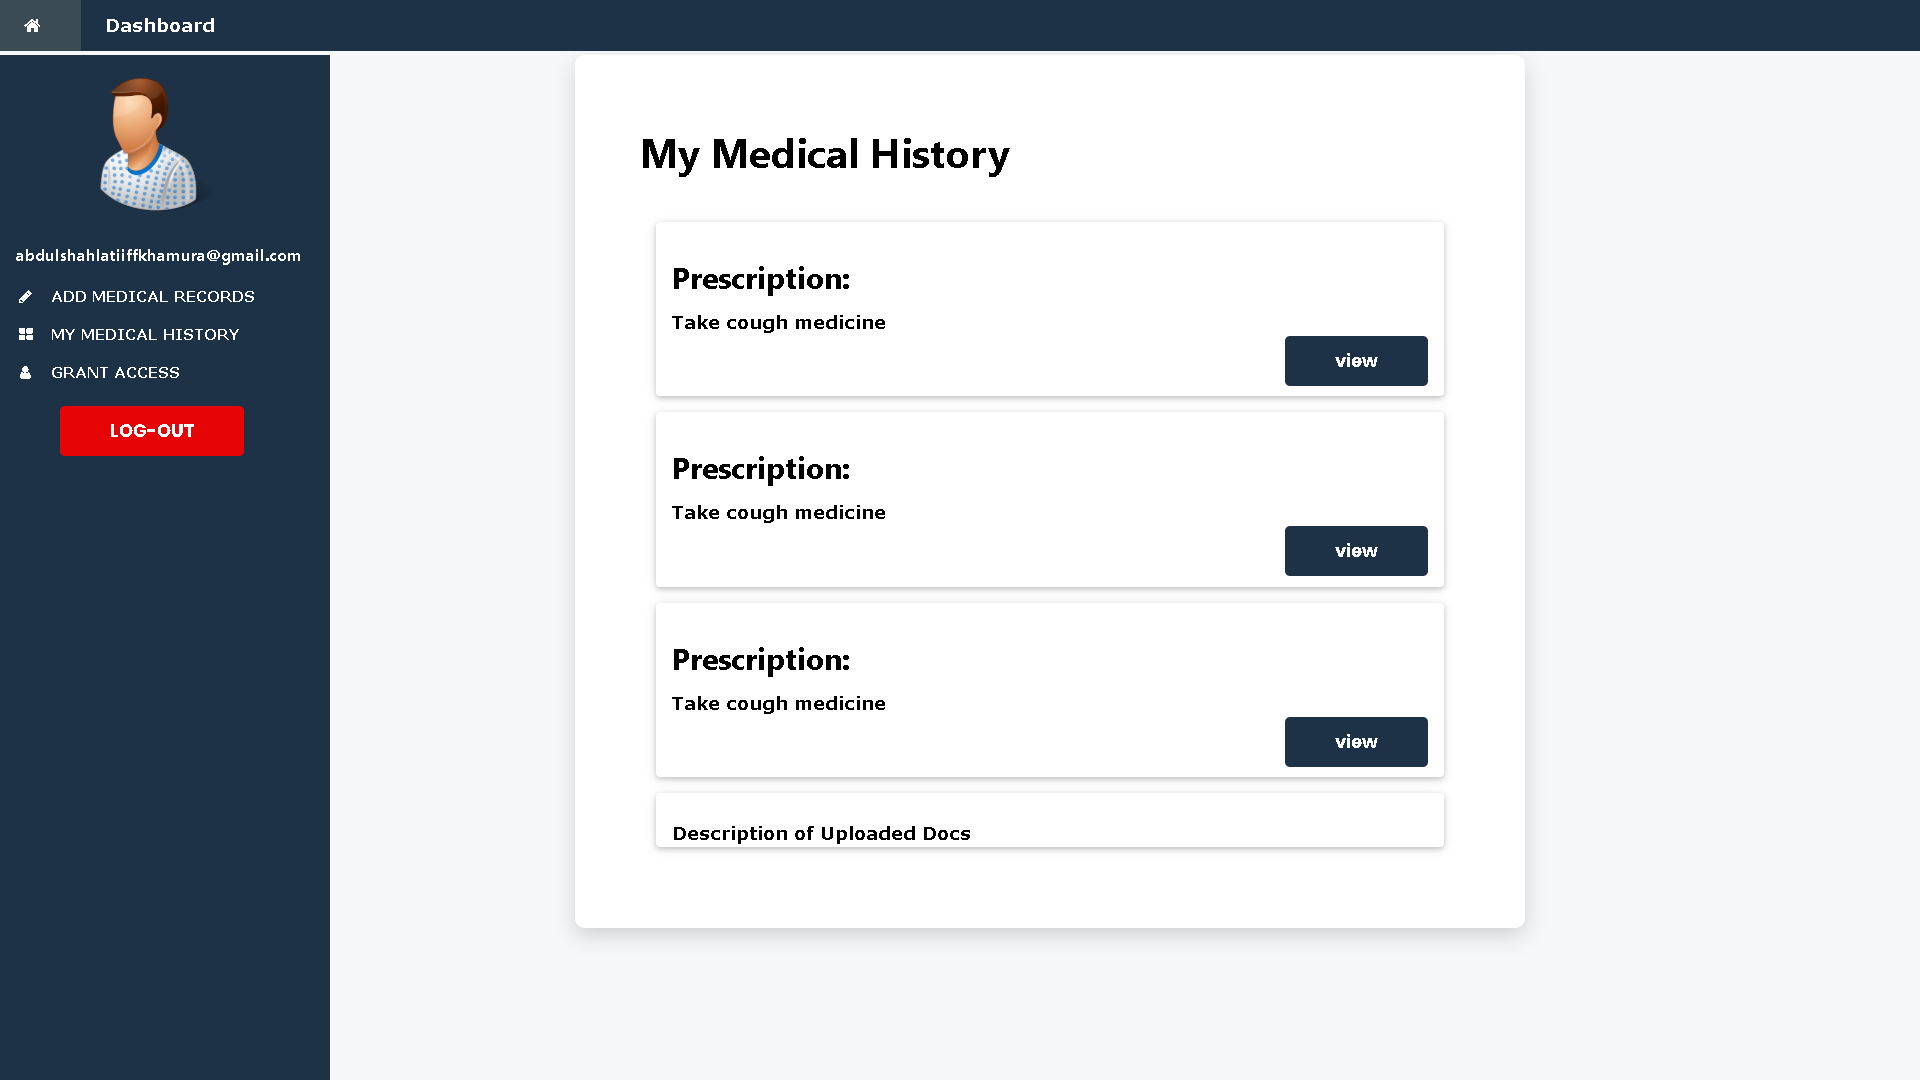 Dashboard
abdulshahlatiiffkhamura@gmail.com
ADD MEDICAL RECORDS
MY MEDICAL HISTORY
GRANT ACCESS
LOG-OUT
My Medical History
Prescription:
Take cough medicine
view
Prescription:
Take cough medicine
view
Prescription:
Take cough medicine
view
Description of Uploaded Docs